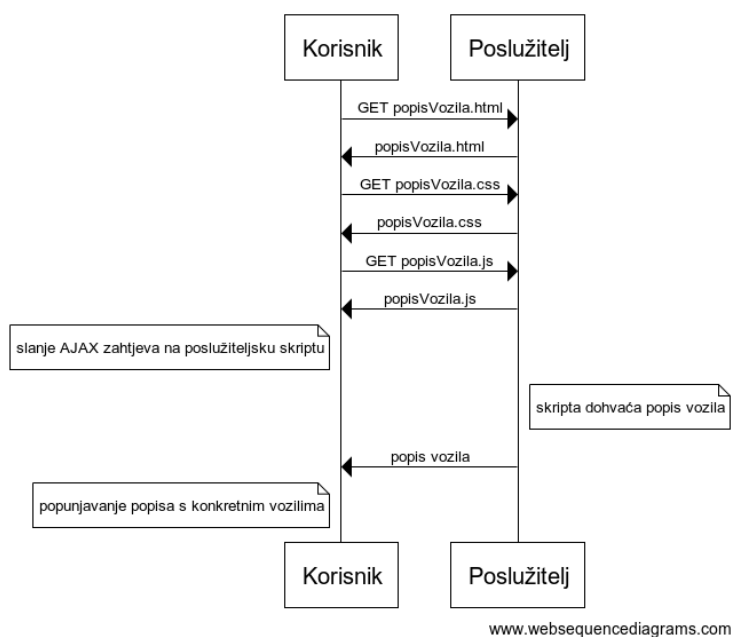 Korisnik
Poslužitelj
GET popisVozila.html
popisVozila.html
GET popisVozila.css
popisVozila.css
GET popisVozila.js
popisVozila.js
slanje AJAX zahtjeva na poslužiteljsku skriptu
skripta dohvaća popis vozila
popis vozila
popunjavanje popisa s konkretnim vozilima
Korisnik
Poslužitelj
www.websequencediagrams.com